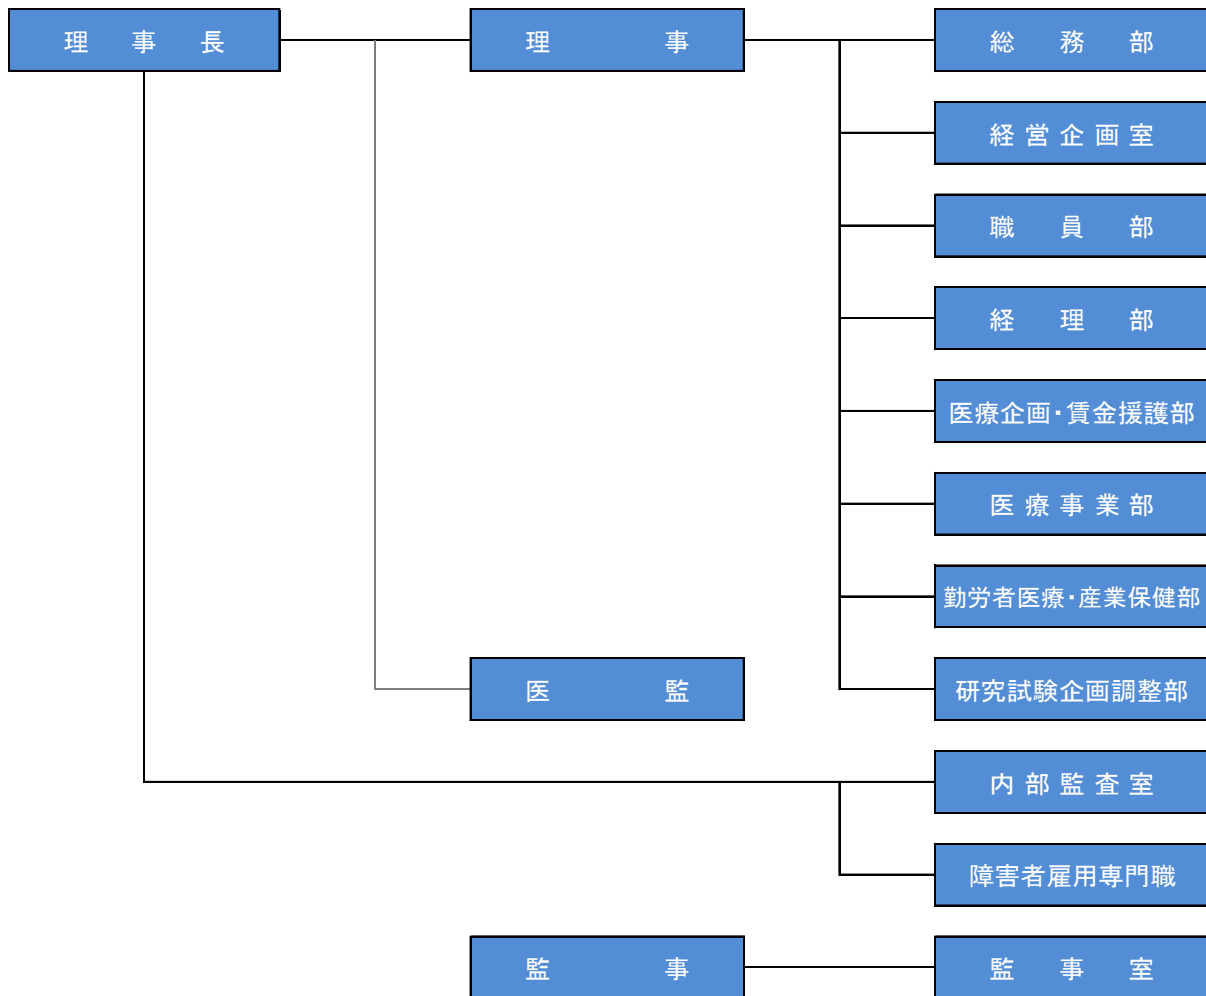 理事長
理事
総務部
経営企画室
職員部
経理部
医療企画・賃金援護部
医療事業部
勤労者医療・産業保健部
医監
研究試験企画調整部
内部監査室
障害者雇用専門職
監事
監事室